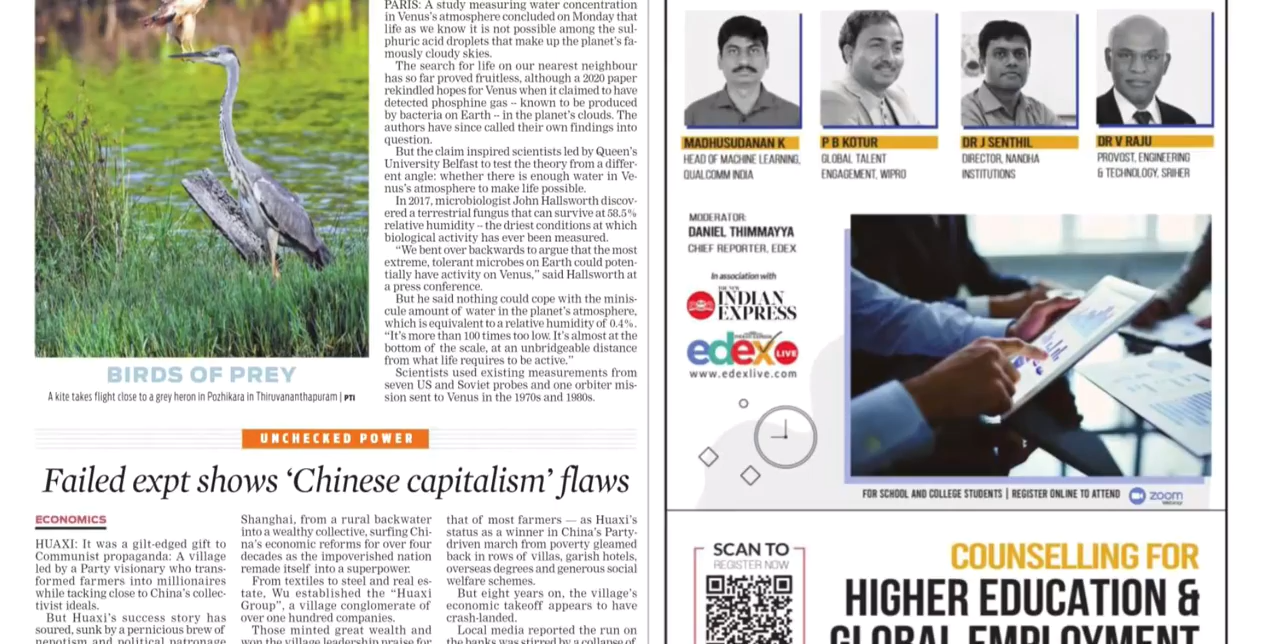 PARIS: A study measuring water concentration
in Venus's atmosphere concluded on Monday that
life as we know it is not possible among the sul-
phuric acid droplets that make up the planet's fa-
mously cloudy skies.
The search for life on our nearest neighbour
has so far proved fruitless, although a 2020 paper
rekindled hopes for Venus when it claimed to have
detected phosphine gas -- known to be produced
by bacteria on Earth -- in the planet's clouds. The
authors have since called their own findings into
question.
But the claim inspired scientists led by Queen's
University Belfast to test the theory from a differ-
ent angle: whether there is enough water in Ve-
nus's atmosphere to make life possible.
In 2017, microbiologist John Hallsworth discov-
ered a terrestrial fungus that can survive at 58.5%
relative humidity -- the driest conditions at which
biological activity has ever been measured.
"We bent over backwards to argue that the most
extreme, tolerant microbes on Earth could poten-
tially have activity on Venus," said Hallsworth at
a press conference.
But he said nothing could cope with the minis-
cule amount of water in the planet's atmosphere,
which is equivalent to a relative humidity of 0.4%.
"It's more than 100 times too low. It's almost at the
bottom of the scale, at an unbridgeable distance
from what life requires to be active."
Scientists used existing measurements from
seven US and Soviet probes and one orbiter mis-
sion sent to Venus in the 1970s and 1980s.
BIRDS OF PREY
A kite takes flight close to a grey heron in Pozhikara in Thiruvananthapuram | PTI
UNCHECKED POWER
Failed expt shows 'Chinese capitalism' flaws
ECONOMICS
HUAXI: It was a gilt-edged gift to
Communist propaganda: A village
led by a Party visionary who trans-
formed farmers into millionaires
while tacking close to China's collec-
tivist ideals.
But Huaxi's success story has
soured, sunk by a pernicious brew of
nepotism and political patronage
Shanghai, from a rural backwater
into a wealthy collective, surfing Chi-
na's economic reforms for over four
decades as the impoverished nation
remade itself into a superpower.
From textiles to steel and real es-
tate, Wu established the "Huaxi
Group", a village conglomerate of
over one hundred companies.
Those minted great wealth and
won the village leadership praise for
that of most farmers — as Huaxi's
status as a winner in China's Party-
driven march from poverty gleamed
back in rows of villas, garish hotels,
overseas degrees and generous social
welfare schemes.
But eight years on, the village's
economic takeoff appears to have
crash-landed.
Local media reported the run on
the banks was stirred by a collapse of
MADHUSUDANAN K
HEAD OF MACHINE LEARNING,
QUALCOMM INDIA
P B KOTUR
GLOBAL TALENT
ENGAGEMENT, WIPRO
DR J SENTHIL
DIRECTOR, NANDHA
INSTITUTIONS
DR V RAJU
PROVOST, ENGINEERING
& TECHNOLOGY, SRIHER
MODERATOR:
DANIEL THIMMAYYA
CHIEF REPORTER, EDEX
In association with
THE NEW
INDIAN
EXPRESS
edex LIVE
www.edexlive.com
FOR SCHOOL AND COLLEGE STUDENTS | REGISTER ONLINE TO ATTEND
zoom
SCAN TO
REGISTER NOW
COUNSELLING FOR
HIGHER EDUCATION &
GLOBAL EMPLOYMENT